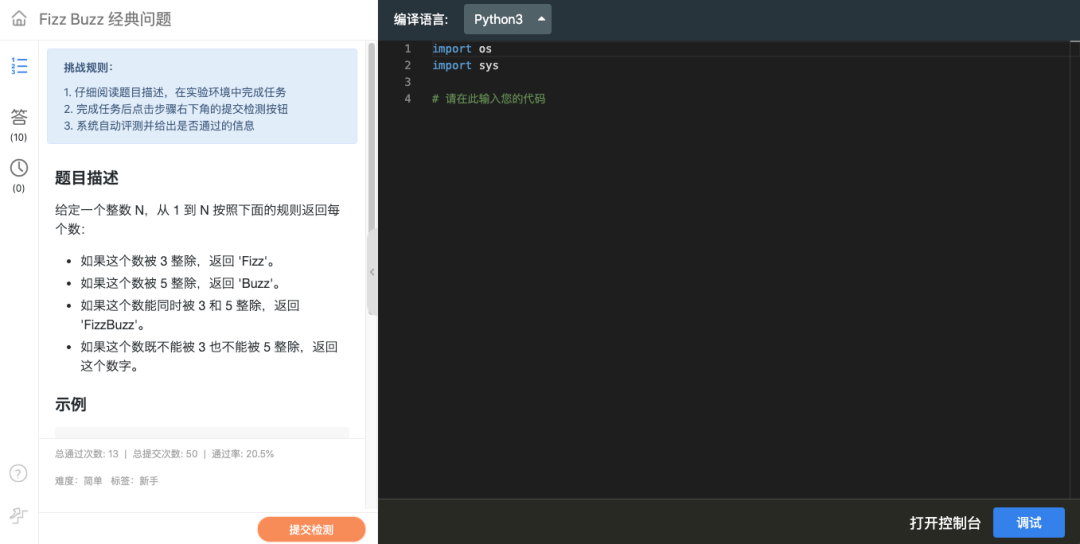 Fizz Buzz 经典问题
答
(10)
(0)
挑战规则：
1. 仔细阅读题目描述，在实验环境中完成任务
2. 完成任务后点击步骤右下角的提交检测按钮
3. 系统自动评测并给出是否通过的信息
题目描述
给定一个整数 N，从 1 到 N 按照下面的规则返回每
个数：
• 如果这个数被 3 整除，返回 'Fizz'。
• 如果这个数被 5 整除，返回 'Buzz'。
• 如果这个数能同时被 3 和 5 整除，返回
'FizzBuzz'。
• 如果这个数既不能被 3 也不能被 5 整除，返回
这个数字。
示例
总通过次数: 13 | 总提交次数: 50 | 通过率: 20.5%
难度: 简单 标签: 新手
提交检测
编译语言: Python3
1 import os
2 import sys
3
4 # 请在此输入您的代码
打开控制台 调试